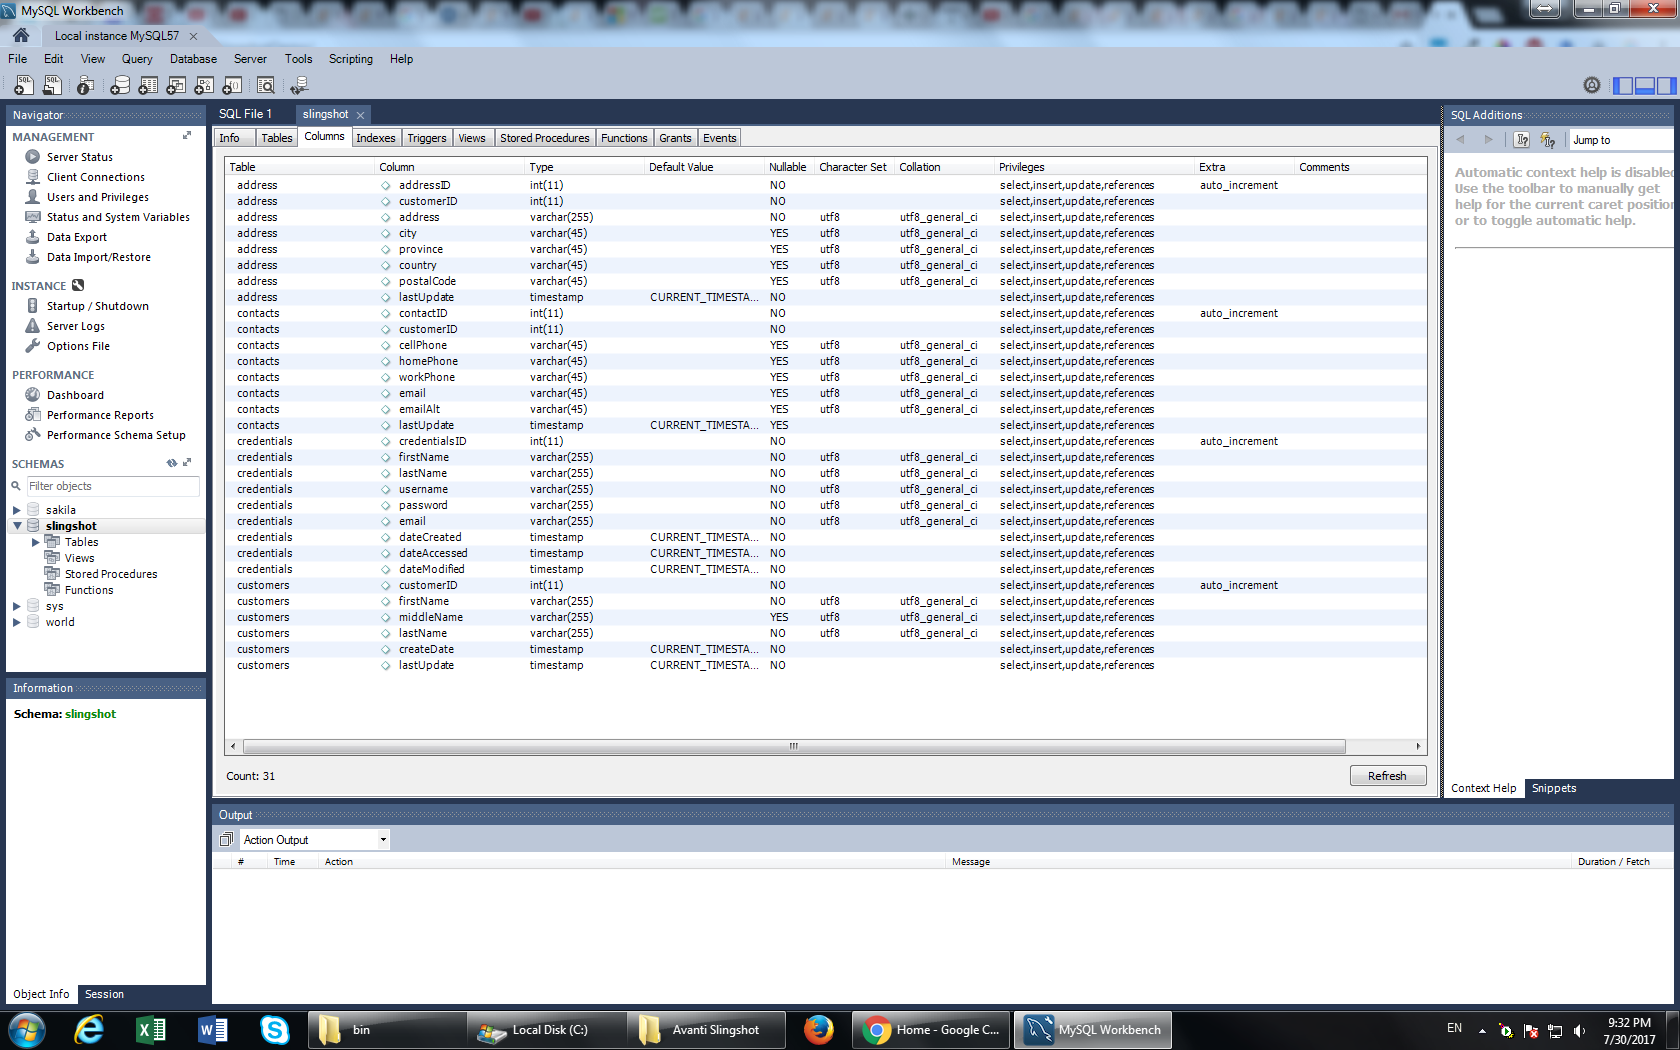 MySQL Workbench
Local instance MySQL57
File Edit View Query Database Server Tools Scripting Help
Navigator
MANAGEMENT
Server Status
Client Connections
Users and Privileges
Status and System Variables
Data Export
Data Import/Restore
INSTANCE
Startup / Shutdown
Server Logs
Options File
PERFORMANCE
Dashboard
Performance Reports
Performance Schema Setup
SCHEMAS
Filter objects
sakila
slingshot
Tables
Views
Stored Procedures
Functions
sys
world
Information
Schema: slingshot
Object Info Session
SQL File 1 slingshot
Info Tables Columns Indexes Triggers Views Stored Procedures Functions Grants Events
Table Column Type Default Value Nullable Character Set Collation Privileges Extra Comments
address addressID int(11) NO select,insert,update,references auto_increment
address customerID int(11) NO select,insert,update,references
address address varchar(255) NO utf8 utf8_general_ci select,insert,update,references
address city varchar(45) YES utf8 utf8_general_ci select,insert,update,references
address province varchar(45) YES utf8 utf8_general_ci select,insert,update,references
address country varchar(45) YES utf8 utf8_general_ci select,insert,update,references
address postalCode varchar(45) YES utf8 utf8_general_ci select,insert,update,references
address lastUpdate timestamp CURRENT_TIMESTA... NO select,insert,update,references
contacts contactID int(11) NO select,insert,update,references auto_increment
contacts customerID int(11) NO select,insert,update,references
contacts cellPhone varchar(45) YES utf8 utf8_general_ci select,insert,update,references
contacts homePhone varchar(45) YES utf8 utf8_general_ci select,insert,update,references
contacts workPhone varchar(45) YES utf8 utf8_general_ci select,insert,update,references
contacts email varchar(45) YES utf8 utf8_general_ci select,insert,update,references
contacts emailAlt varchar(45) YES utf8 utf8_general_ci select,insert,update,references
contacts lastUpdate timestamp CURRENT_TIMESTA... YES select,insert,update,references
credentials credentialsID int(11) NO select,insert,update,references auto_increment
credentials firstName varchar(255) NO utf8 utf8_general_ci select,insert,update,references
credentials lastName varchar(255) NO utf8 utf8_general_ci select,insert,update,references
credentials username varchar(255) NO utf8 utf8_general_ci select,insert,update,references
credentials password varchar(255) NO utf8 utf8_general_ci select,insert,update,references
credentials email varchar(255) NO utf8 utf8_general_ci select,insert,update,references
credentials dateCreated timestamp CURRENT_TIMESTA... NO select,insert,update,references
credentials dateAccessed timestamp CURRENT_TIMESTA... NO select,insert,update,references
credentials dateModified timestamp CURRENT_TIMESTA... NO select,insert,update,references
customers customerID int(11) NO select,insert,update,references auto_increment
customers firstName varchar(255) NO utf8 utf8_general_ci select,insert,update,references
customers middleName varchar(255) YES utf8 utf8_general_ci select,insert,update,references
customers lastName varchar(255) NO utf8 utf8_general_ci select,insert,update,references
customers createDate timestamp CURRENT_TIMESTA... NO select,insert,update,references
customers lastUpdate timestamp CURRENT_TIMESTA... NO select,insert,update,references
Count: 31
Refresh
SQL Additions
Jump to
Automatic context help is disabled
Use the toolbar to manually get
help for the current caret position
or to toggle automatic help.
Context Help Snippets
Output
Action Output
# Time Action Message Duration / Fetch
bin
Local Disk (C:)
Avanti Slingshot
Home - Google C...
MySQL Workbench
EN
9:32 PM
7/30/2017